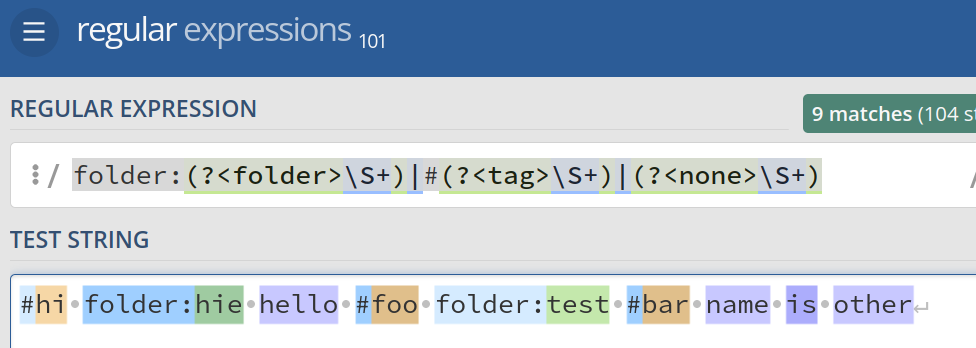 regular expressions 101
REGULAR EXPRESSION
9 matches (104 st
/ folder:(?<folder>\S+)|#(?<tag>\S+)|(?<none>\S+) /
TEST STRING
#hi·folder:hie·hello·#foo·folder:test·#bar·name·is·other↵